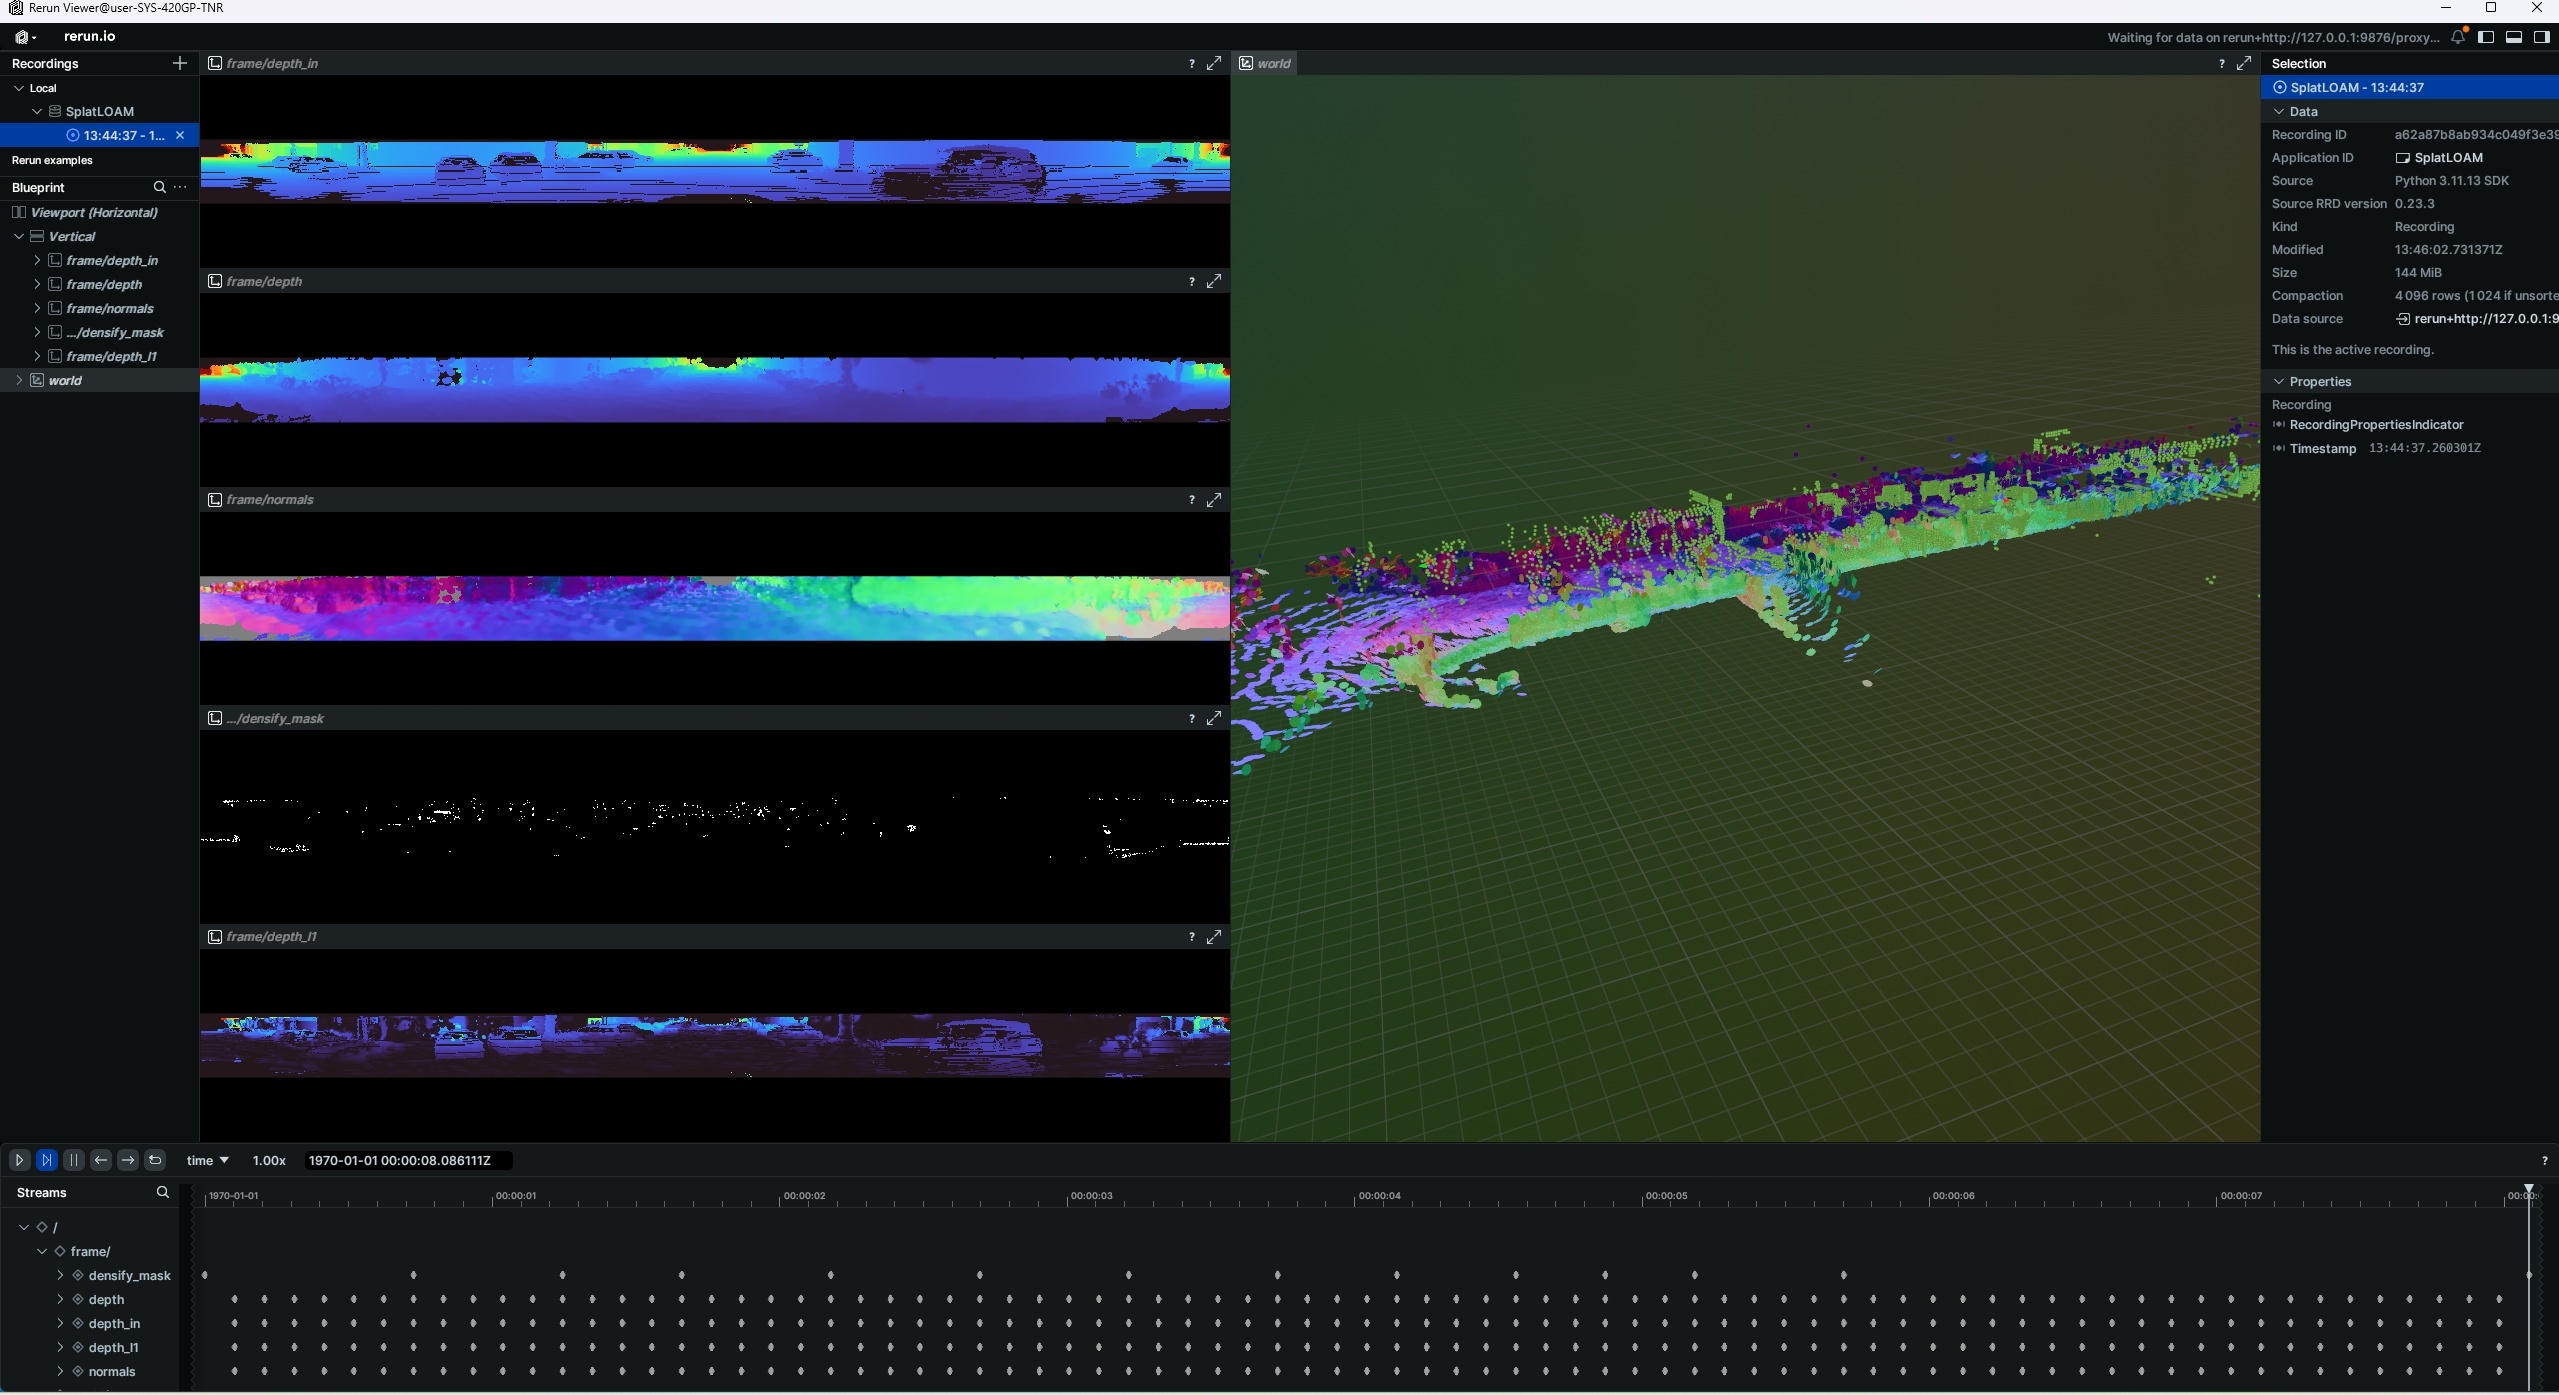 Rerun Viewer@user-SYS-420GP-TNR
rerun.io
Waiting for data on rerun+http://127.0.0.1:9876/proxy...
Recordings
Local
SplatLOAM
13:44:37 - 1...
Rerun examples
Blueprint
Viewport (Horizontal)
Vertical
frame/depth_in
frame/depth
frame/normals
.../densify_mask
frame/depth_l1
world
frame/depth_in
?
frame/depth
?
frame/normals
?
.../densify_mask
?
frame/depth_l1
?
world
?
Selection
SplatLOAM - 13:44:37
Data
Recording ID a62a87b8ab934c049f3e39
Application ID SplatLOAM
Source Python 3.11.13 SDK
Source RRD version 0.23.3
Kind Recording
Modified 13:46:02.731371Z
Size 144 MiB
Compaction 4 096 rows (1 024 if unsorte
Data source rerun+http://127.0.0.1:9
This is the active recording.
Properties
Recording
RecordingPropertiesIndicator
Timestamp 13:44:37.260301Z
time 1.00x 1970-01-01 00:00:08.086111Z
?
Streams
1970-01-01 00:00:01 00:00:02 00:00:03 00:00:04 00:00:05 00:00:06 00:00:07 00:00:
/
frame/
densify_mask
depth
depth_in
depth_l1
normals